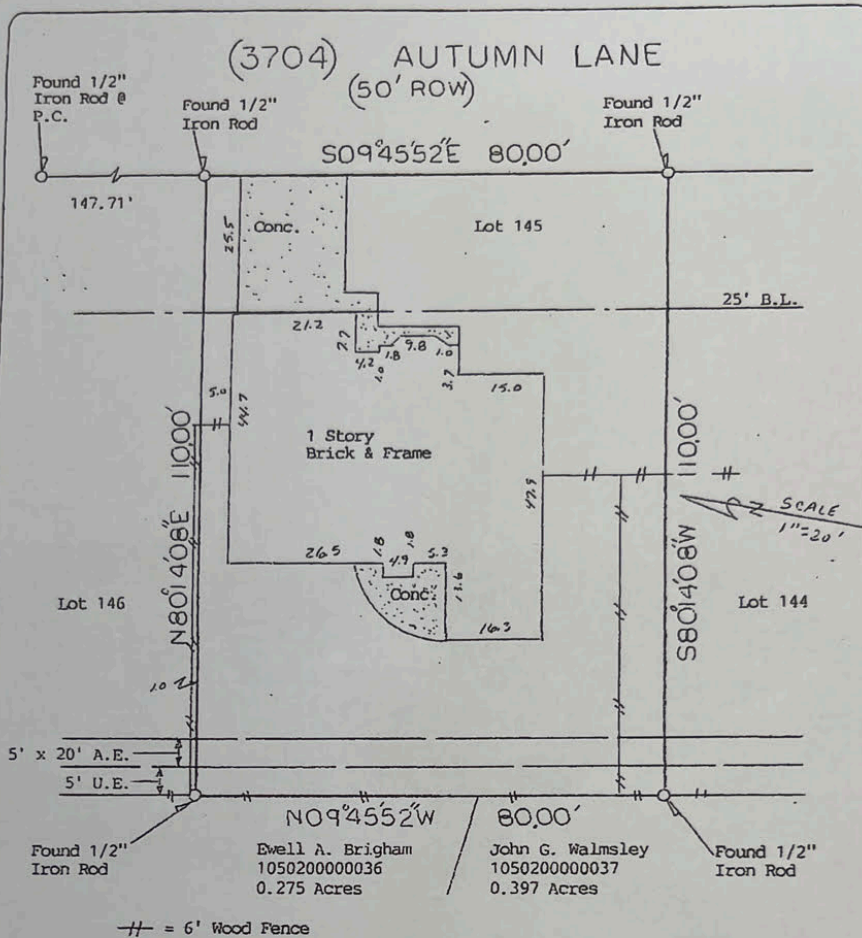 (3704) AUTUMN LANE
(50' ROW)
Found 1/2"
Iron Rod @
P.C.
Found 1/2"
Iron Rod
Found 1/2"
Iron Rod
S09°45'52"E 80.00'
147.71'
25.5
Conc.
Lot 145
25' B.L.
21.2
2.7
4.2
1.0
1.8
9.8
1.0
3.7
15.0
5.0
44.7
N80°14'08"E 110.00'
1 Story
Brick & Frame
42.9
S80°14'08"W 110.00'
SCALE
1"=20'
26.5
1.8
4.9
1.8
5.3
Conc.
13.6
16.3
Lot 146
Lot 144
1.0
5' x 20' A.E.
5' U.E.
N09°45'52"W 80.00'
Found 1/2"
Iron Rod
Ewell A. Brigham
1050200000036
0.275 Acres
John G. Walmsley
1050200000037
0.397 Acres
Found 1/2"
Iron Rod
-//- = 6' Wood Fence